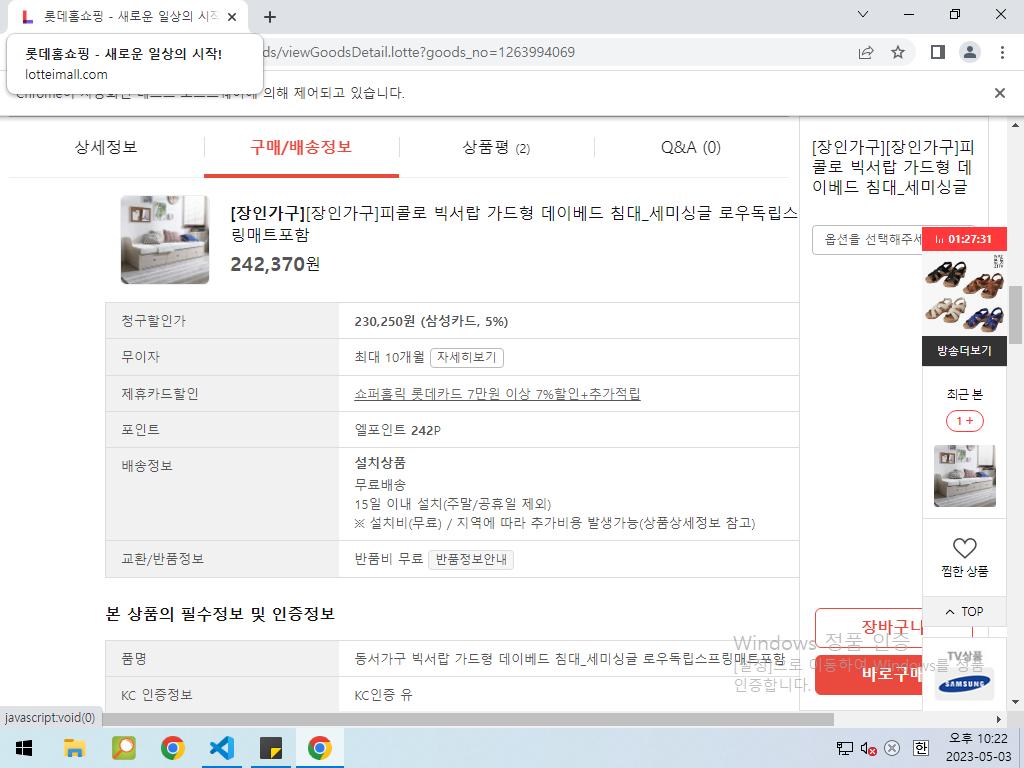 롯데홈쇼핑 - 새로운 일상의 시작
롯데홈쇼핑 - 새로운 일상의 시작!
lotteimall.com
ds/viewGoodsDetail.lotte?goods_no=1263994069
의해 제어되고 있습니다.
상세정보
구매/배송정보
상품평 (2)
Q&A (0)
[장인가구][장인가구]피콜로 빅서랍 가드형 데이베드 침대_세미싱글 로우독립스프
링매트포함
242,370원
청구할인가
230,250원 (삼성카드, 5%)
무이자
최대 10개월 자세히보기
제휴카드할인
쇼퍼홀릭 롯데카드 7만원 이상 7%할인+추가적립
포인트
엘포인트 242P
배송정보
설치상품
무료배송
15일 이내 설치(주말/공휴일 제외)
※ 설치비(무료) / 지역에 따라 추가비용 발생가능(상품상세정보 참고)
교환/반품정보
반품비 무료 반품정보안내
본 상품의 필수정보 및 인증정보
품명
동서가구 빅서랍 가드형 데이베드 침대_세미싱글 로우독립스프링매트포함
KC 인증정보
KC인증 유
[장인가구][장인가구]피
콜로 빅서랍 가드형 데
이베드 침대_세미싱글
옵션을 선택해주세
01:27:31
방송더보기
최근 본
1 +
찜한 상품
TOP
TV상품
SAMSUNG
장바구니
바로구매
Windows 정품 인증
[설정]으로 이동하여 Windows를 정품
인증합니다.
javascript:void(0)
한
오후 10:22
2023-05-03